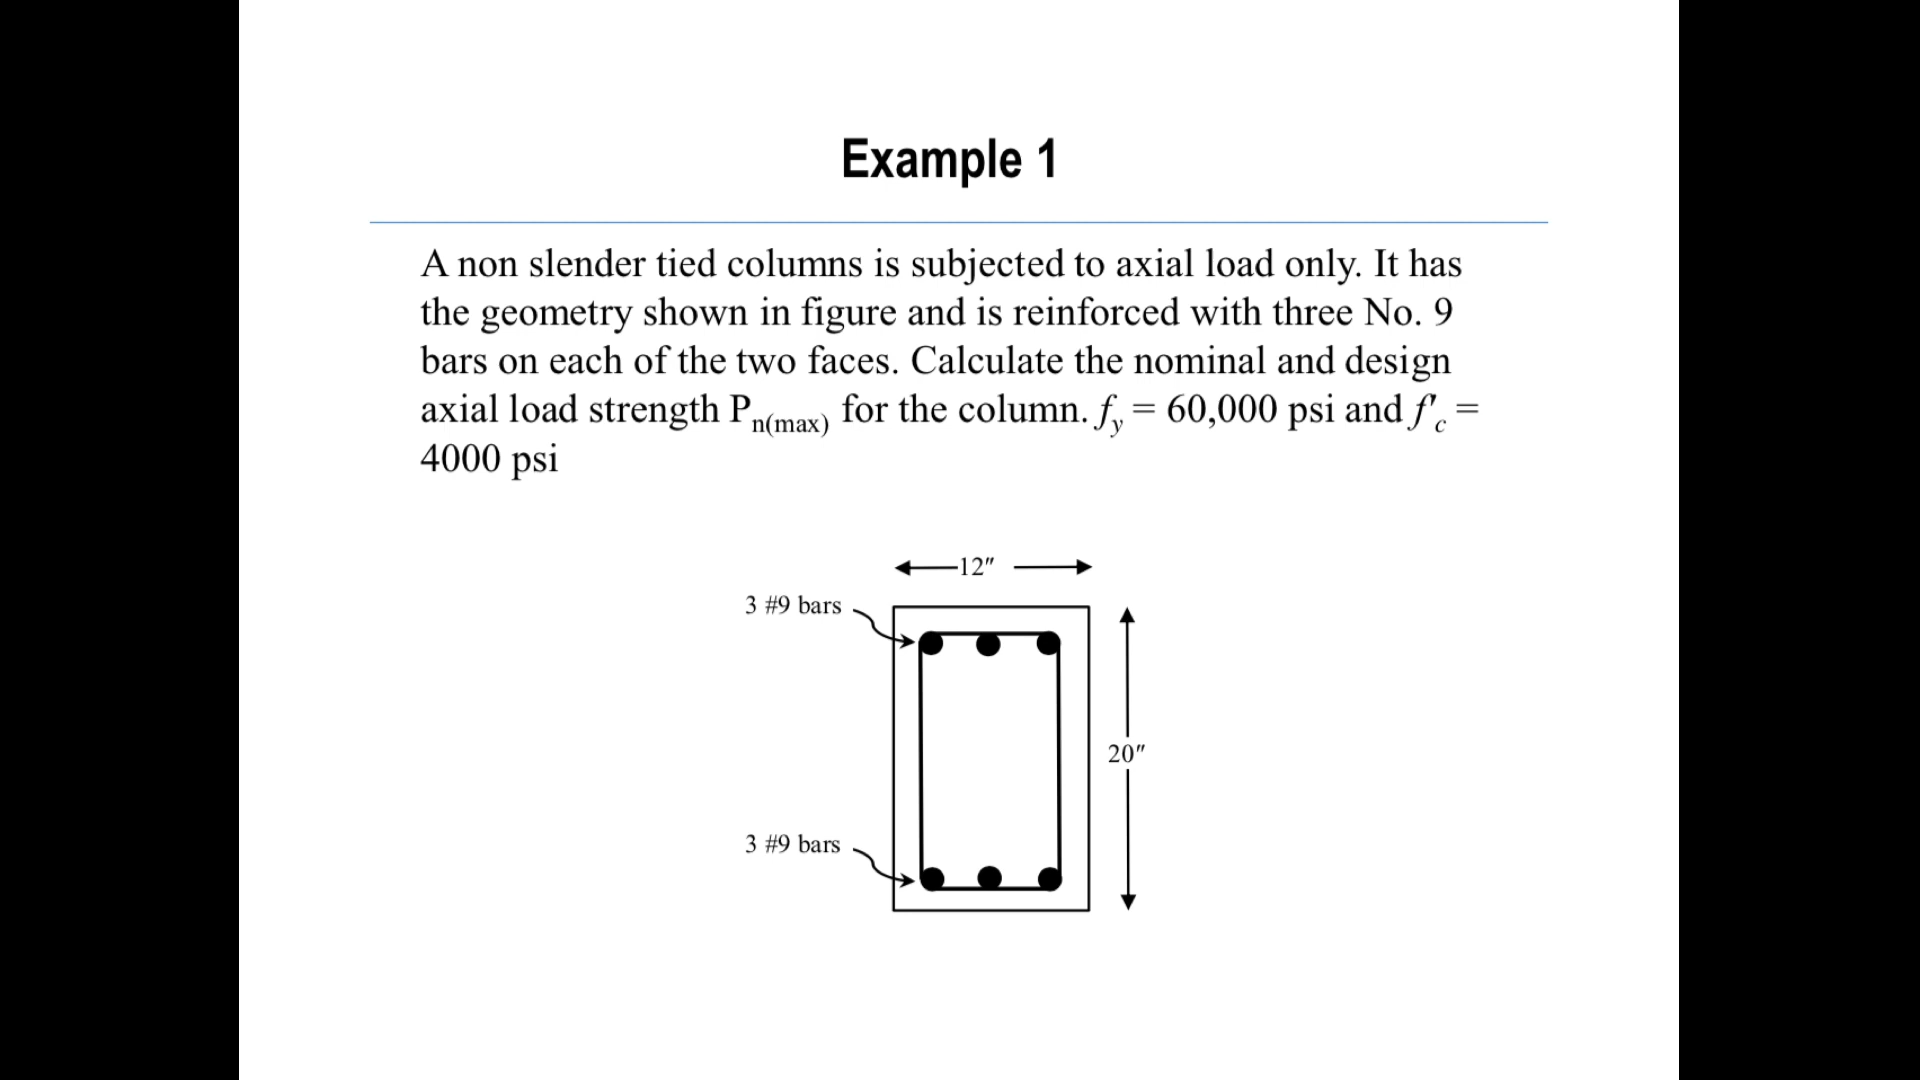 Example 1
A non slender tied columns is subjected to axial load only. It has
the geometry shown in figure and is reinforced with three No. 9
bars on each of the two faces. Calculate the nominal and design
axial load strength Pn(max) for the column. fy = 60,000 psi and f'c =
4000 psi
12″
3 #9 bars
20″
3 #9 bars